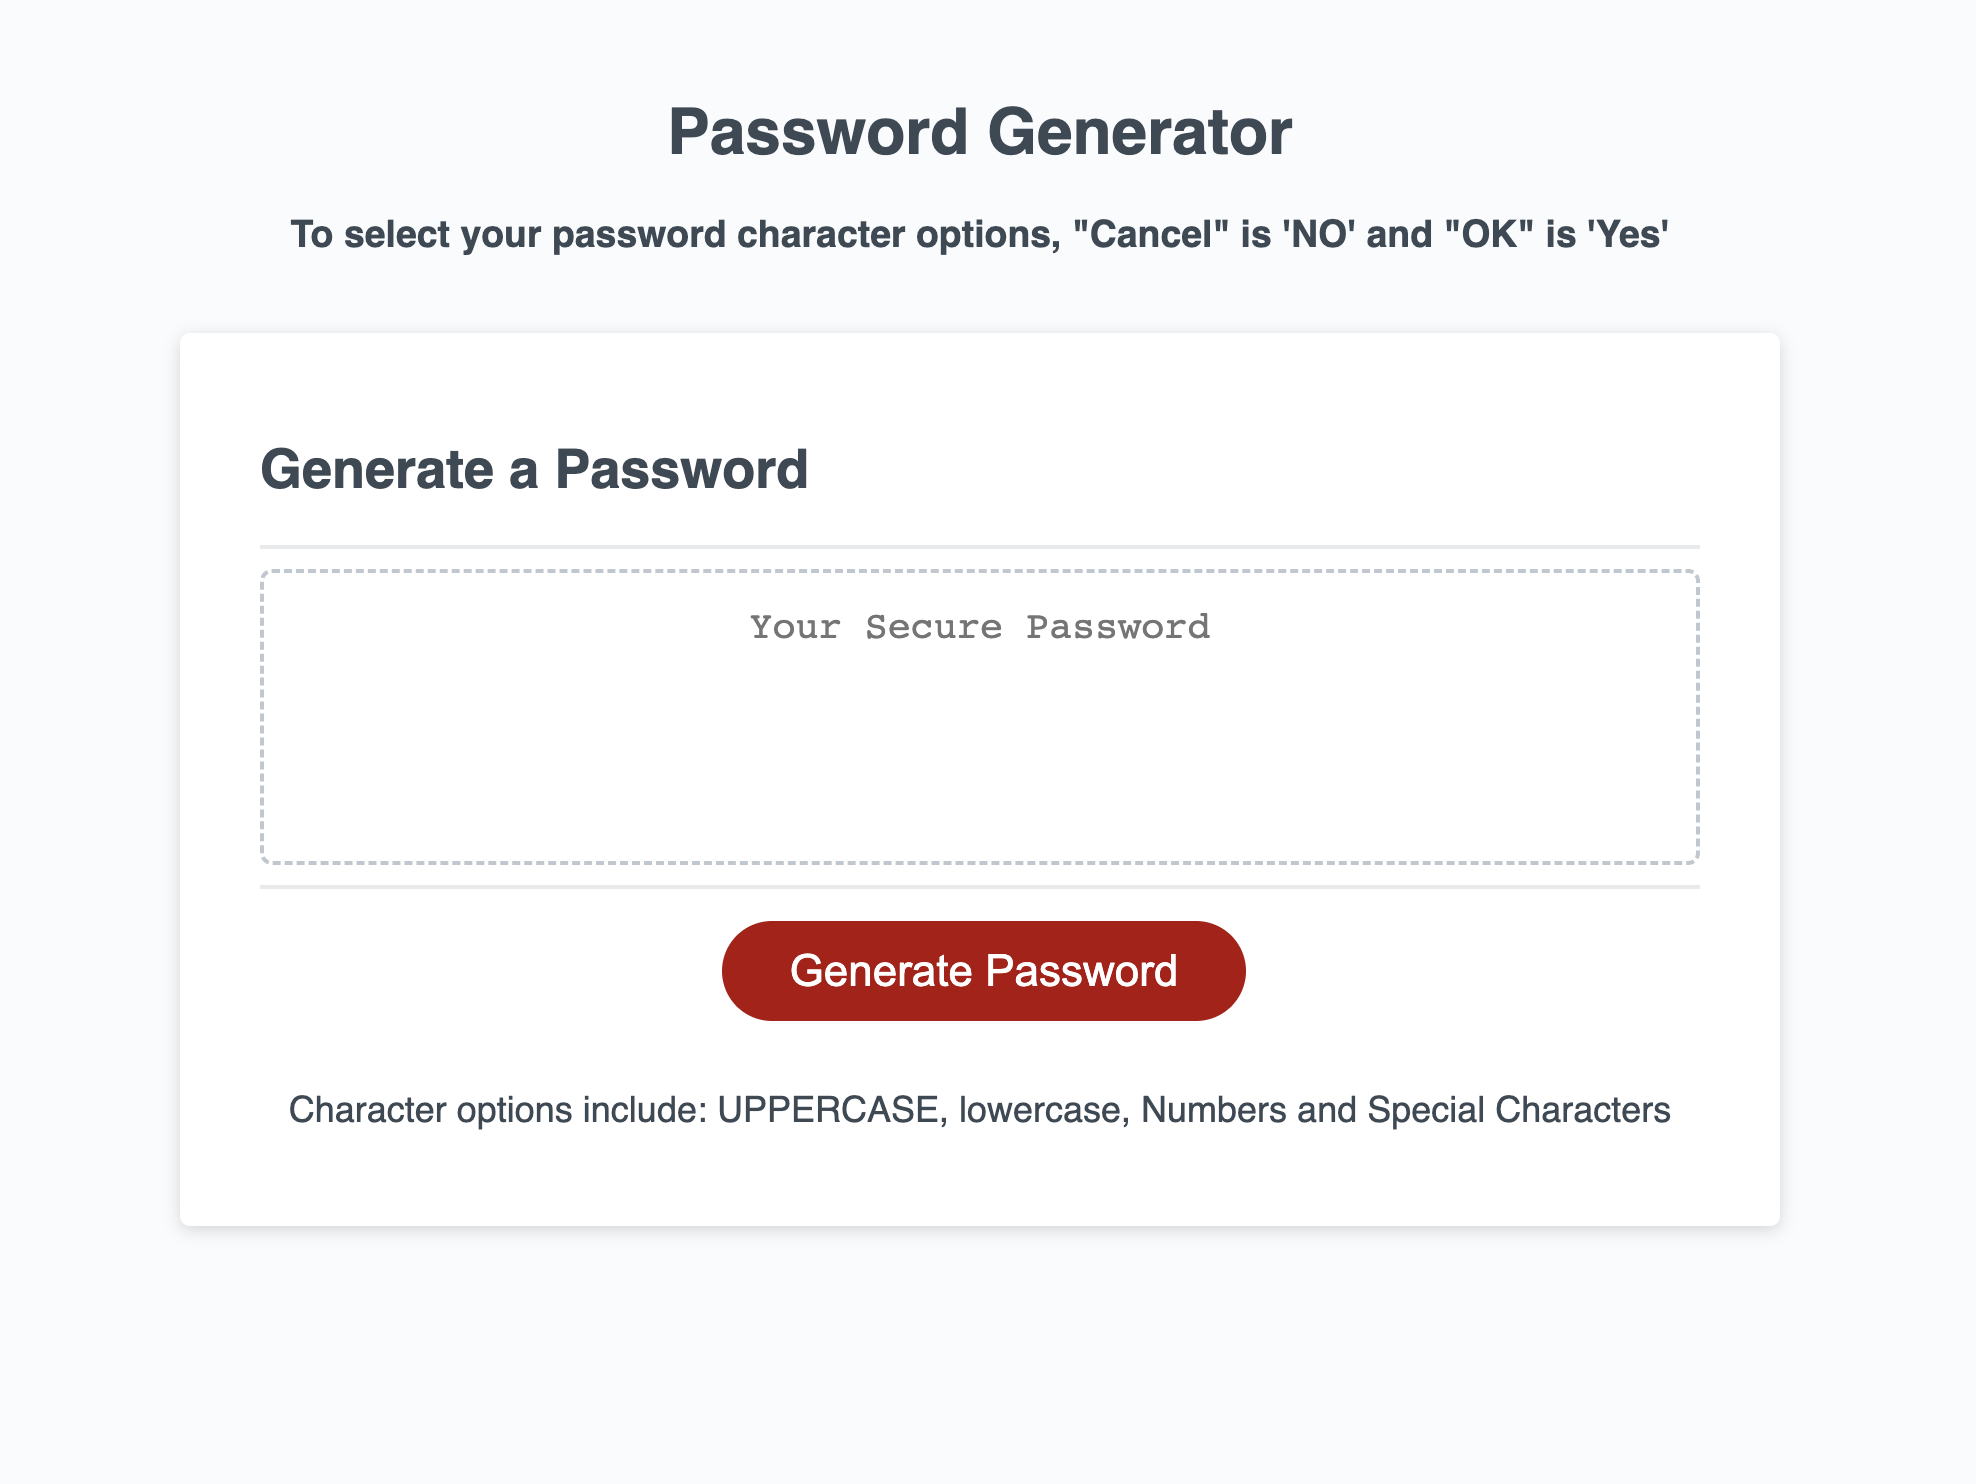 Password Generator
To select your password character options, "Cancel" is 'NO' and "OK" is 'Yes'
Generate a Password
Your Secure Password
Generate Password
Character options include: UPPERCASE, lowercase, Numbers and Special Characters